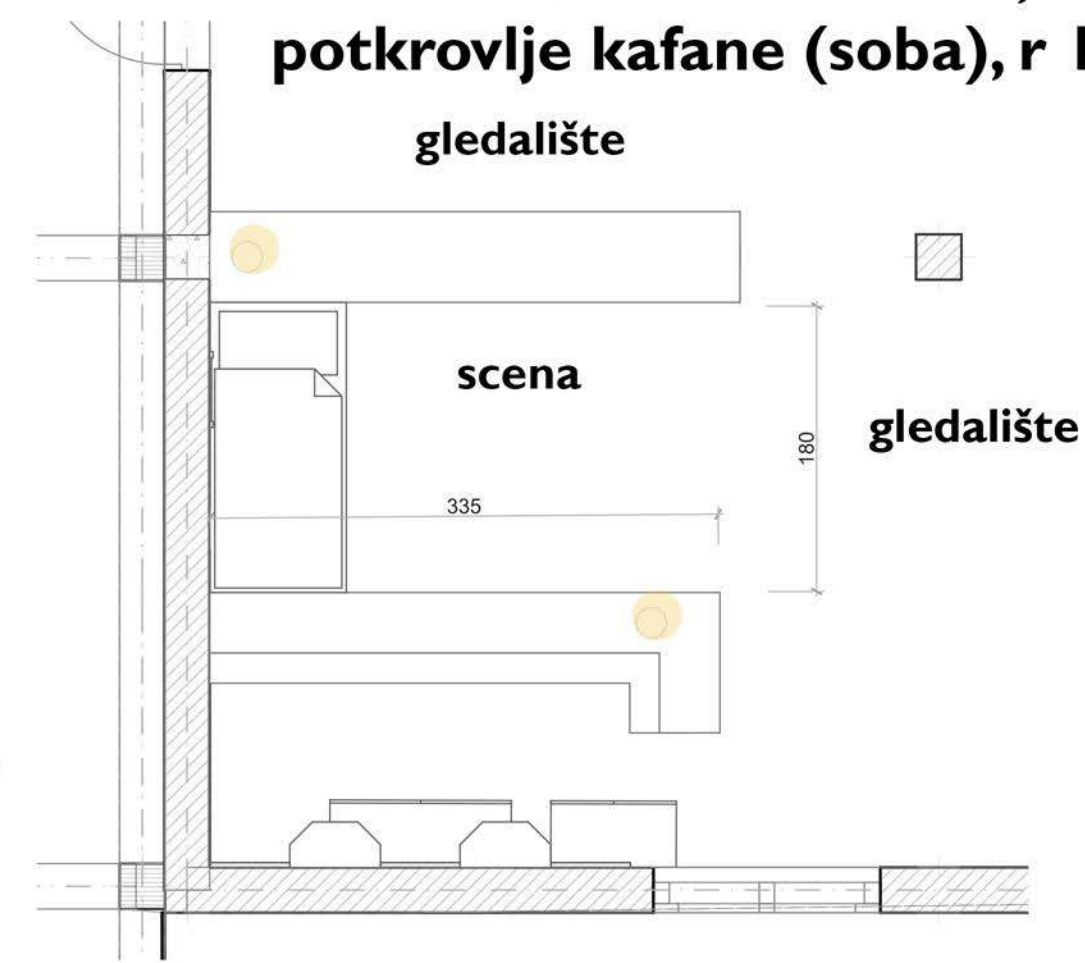 potkrovlje kafane (soba), r
gledalište
scena
gledalište
180
335